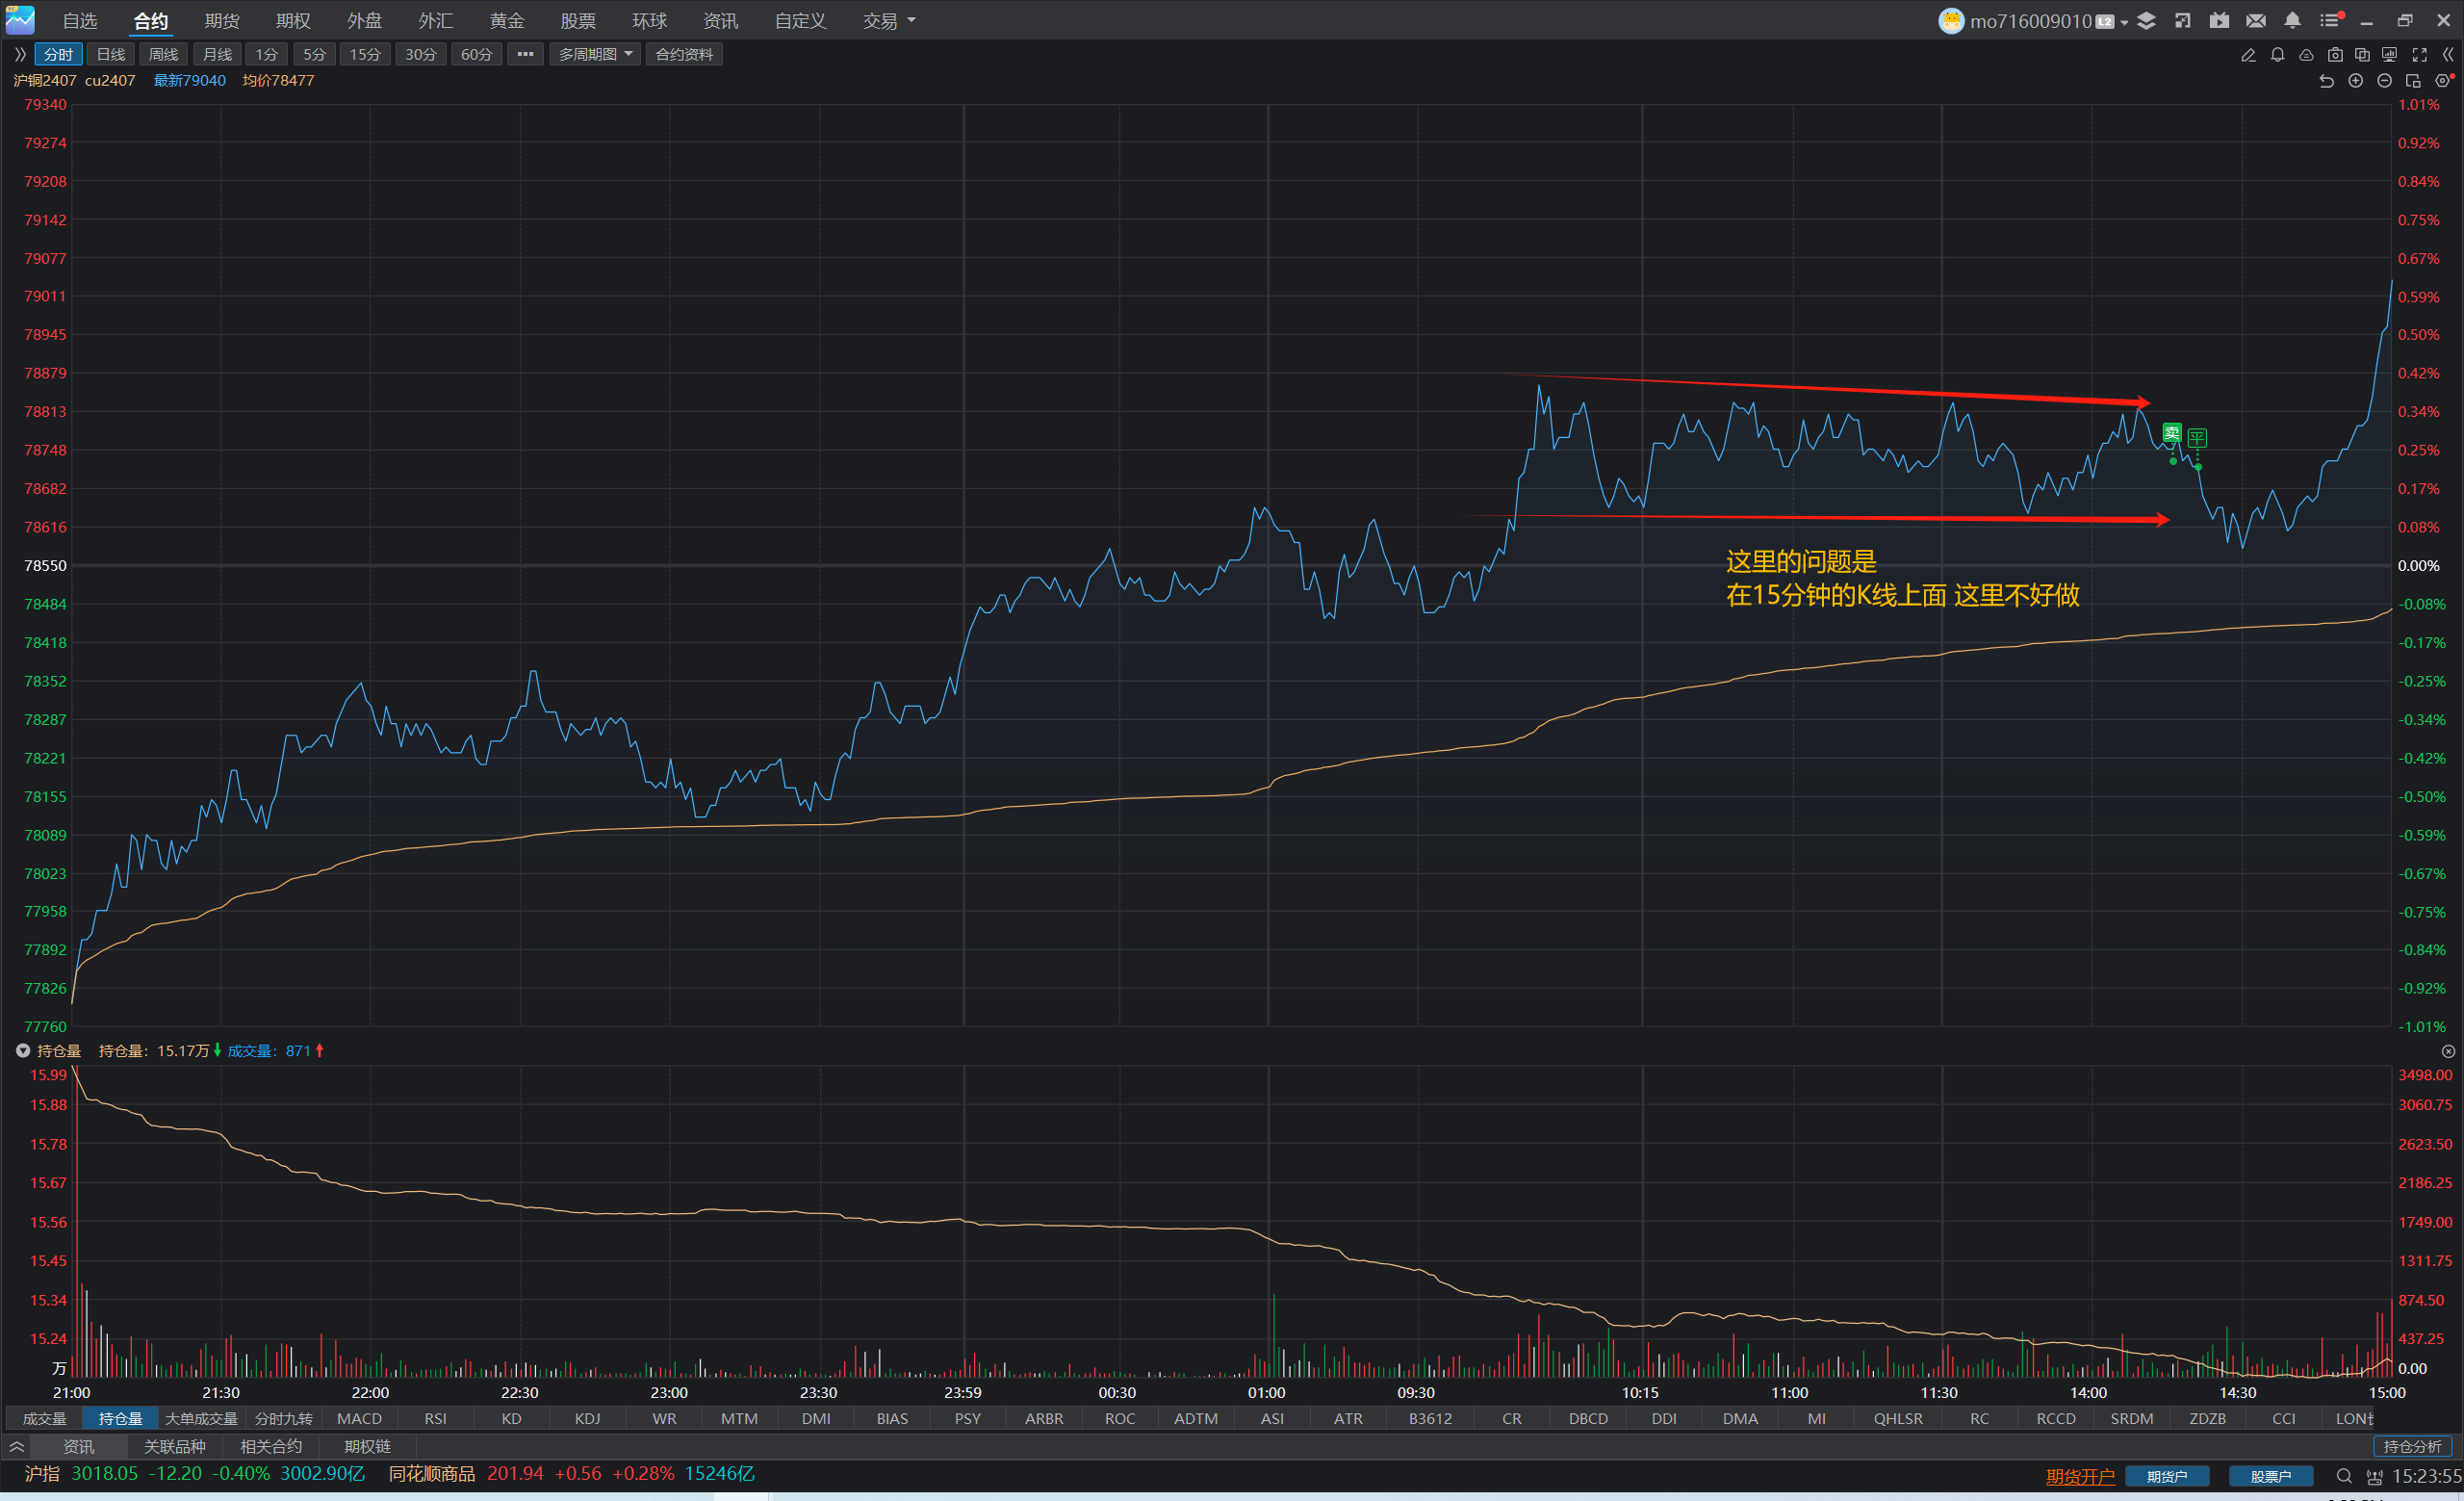 自选 合约 期货 期权 外盘 外汇 黄金 股票 环球 资讯 自定义 交易 mo716009010 L2
分时 日线 周线 月线 1分 5分 15分 30分 60分 ••• 多周期图 合约资料
沪铜2407 cu2407 最新79040 均价78477
79340 1.01%
79274 0.92%
79208 0.84%
79142 0.75%
79077 0.67%
79011 0.59%
78945 0.50%
78879 0.42%
78813 0.34%
卖 平
78748 0.25%
78682 0.17%
78616 0.08%
这里的问题是
78550 0.00%
在15分钟的K线上面 这里不好做
78484 -0.08%
78418 -0.17%
78352 -0.25%
78287 -0.34%
78221 -0.42%
78155 -0.50%
78089 -0.59%
78023 -0.67%
77958 -0.75%
77892 -0.84%
77826 -0.92%
77760 -1.01%
持仓量 持仓量：15.17万 成交量：871
15.99 3498.00
15.88 3060.75
15.78 2623.50
15.67 2186.25
15.56 1749.00
15.45 1311.75
15.34 874.50
15.24 437.25
万 0.00
21:00 21:30 22:00 22:30 23:00 23:30 23:59 00:30 01:00 09:30 10:15 11:00 11:30 14:00 14:30 15:00
成交量 持仓量 大单成交量 分时九转 MACD RSI KD KDJ WR MTM DMI BIAS PSY ARBR ROC ADTM ASI ATR B3612 CR DBCD DDI DMA MI QHLSR RC RCCD SRDM ZDZB CCI
资讯 关联品种 相关合约 期权链 持仓分析
沪指 3018.05 -12.20 -0.40% 3002.90亿 同花顺商品 201.94 +0.56 +0.28% 15246亿 期货开户 期货户 股票户 15:23:55